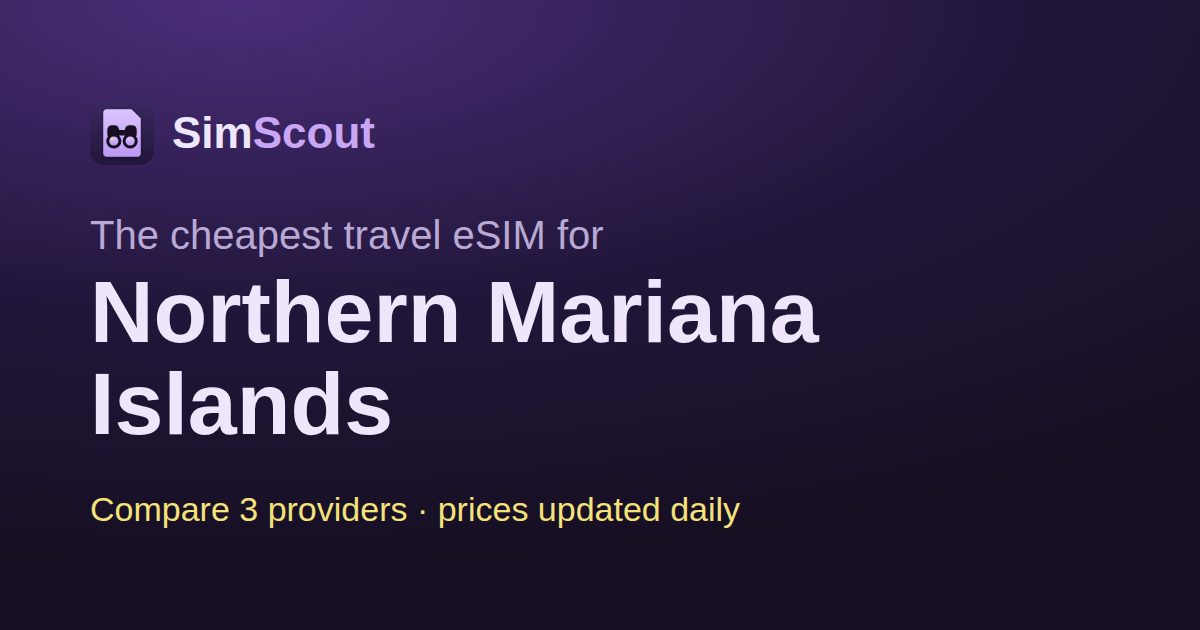 SimScout
The cheapest travel eSIM for
Northern Mariana
Islands
Compare 3 providers · prices updated daily